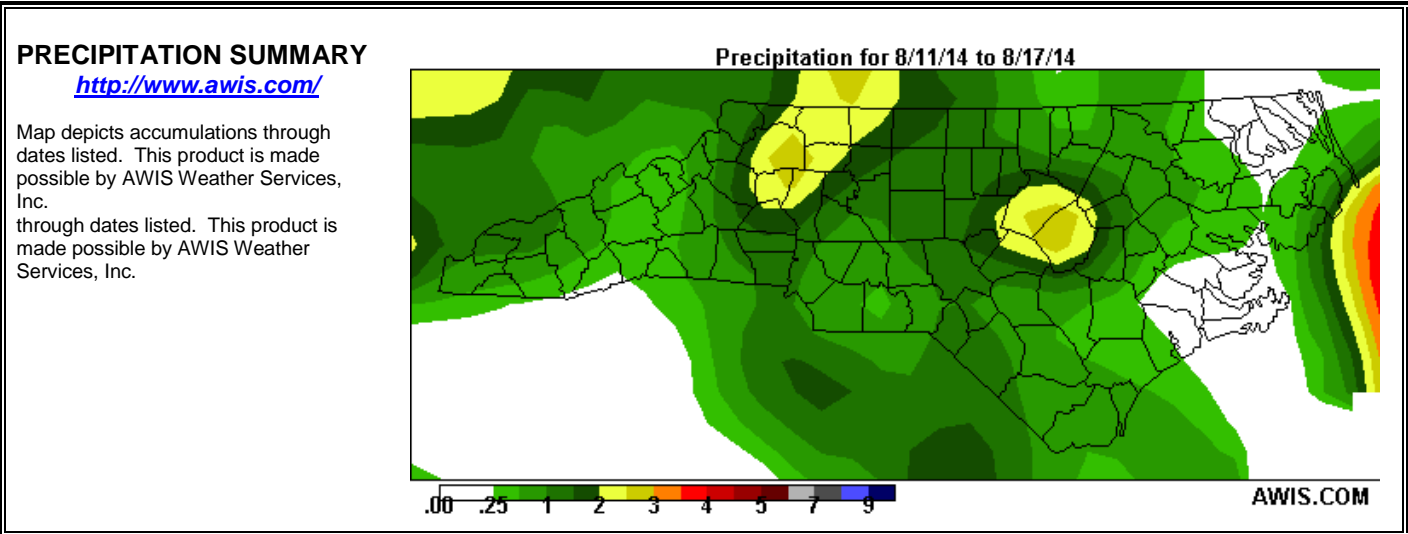 PRECIPITATION SUMMARY
http://www.awis.com/
Map depicts accumulations through
dates listed. This product is made
possible by AWIS Weather Services,
Inc.
through dates listed. This product is
made possible by AWIS Weather
Services, Inc.
Precipitation for 8/11/14 to 8/17/14
.00 .25 1 2 3 4 5 7 9
AWIS.COM